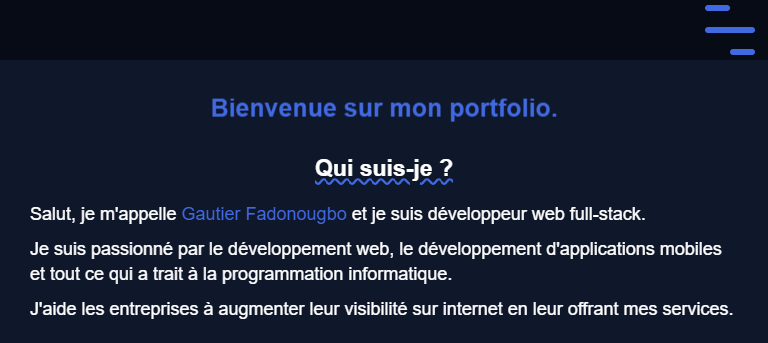 Bienvenue sur mon portfolio.
Qui suis-je ?
Salut, je m'appelle Gautier Fadonougbo et je suis développeur web full-stack.
Je suis passionné par le développement web, le développement d'applications mobiles
et tout ce qui a trait à la programmation informatique.
J'aide les entreprises à augmenter leur visibilité sur internet en leur offrant mes services.